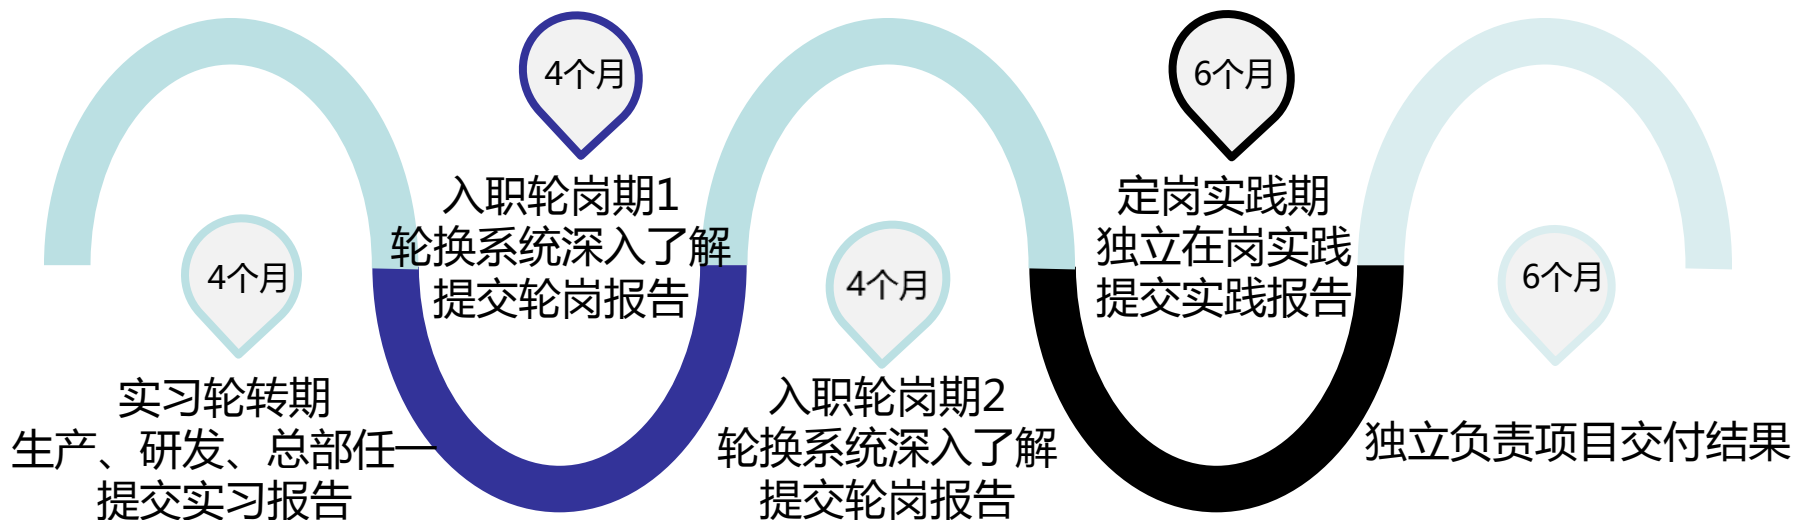 4个月
实习轮转期
生产、研发、总部任一
提交实习报告
4个月
入职轮岗期1
轮换系统深入了解
提交轮岗报告
4个月
入职轮岗期2
轮换系统深入了解
提交轮岗报告
6个月
定岗实践期
独立在岗实践
提交实践报告
6个月
独立负责项目交付结果